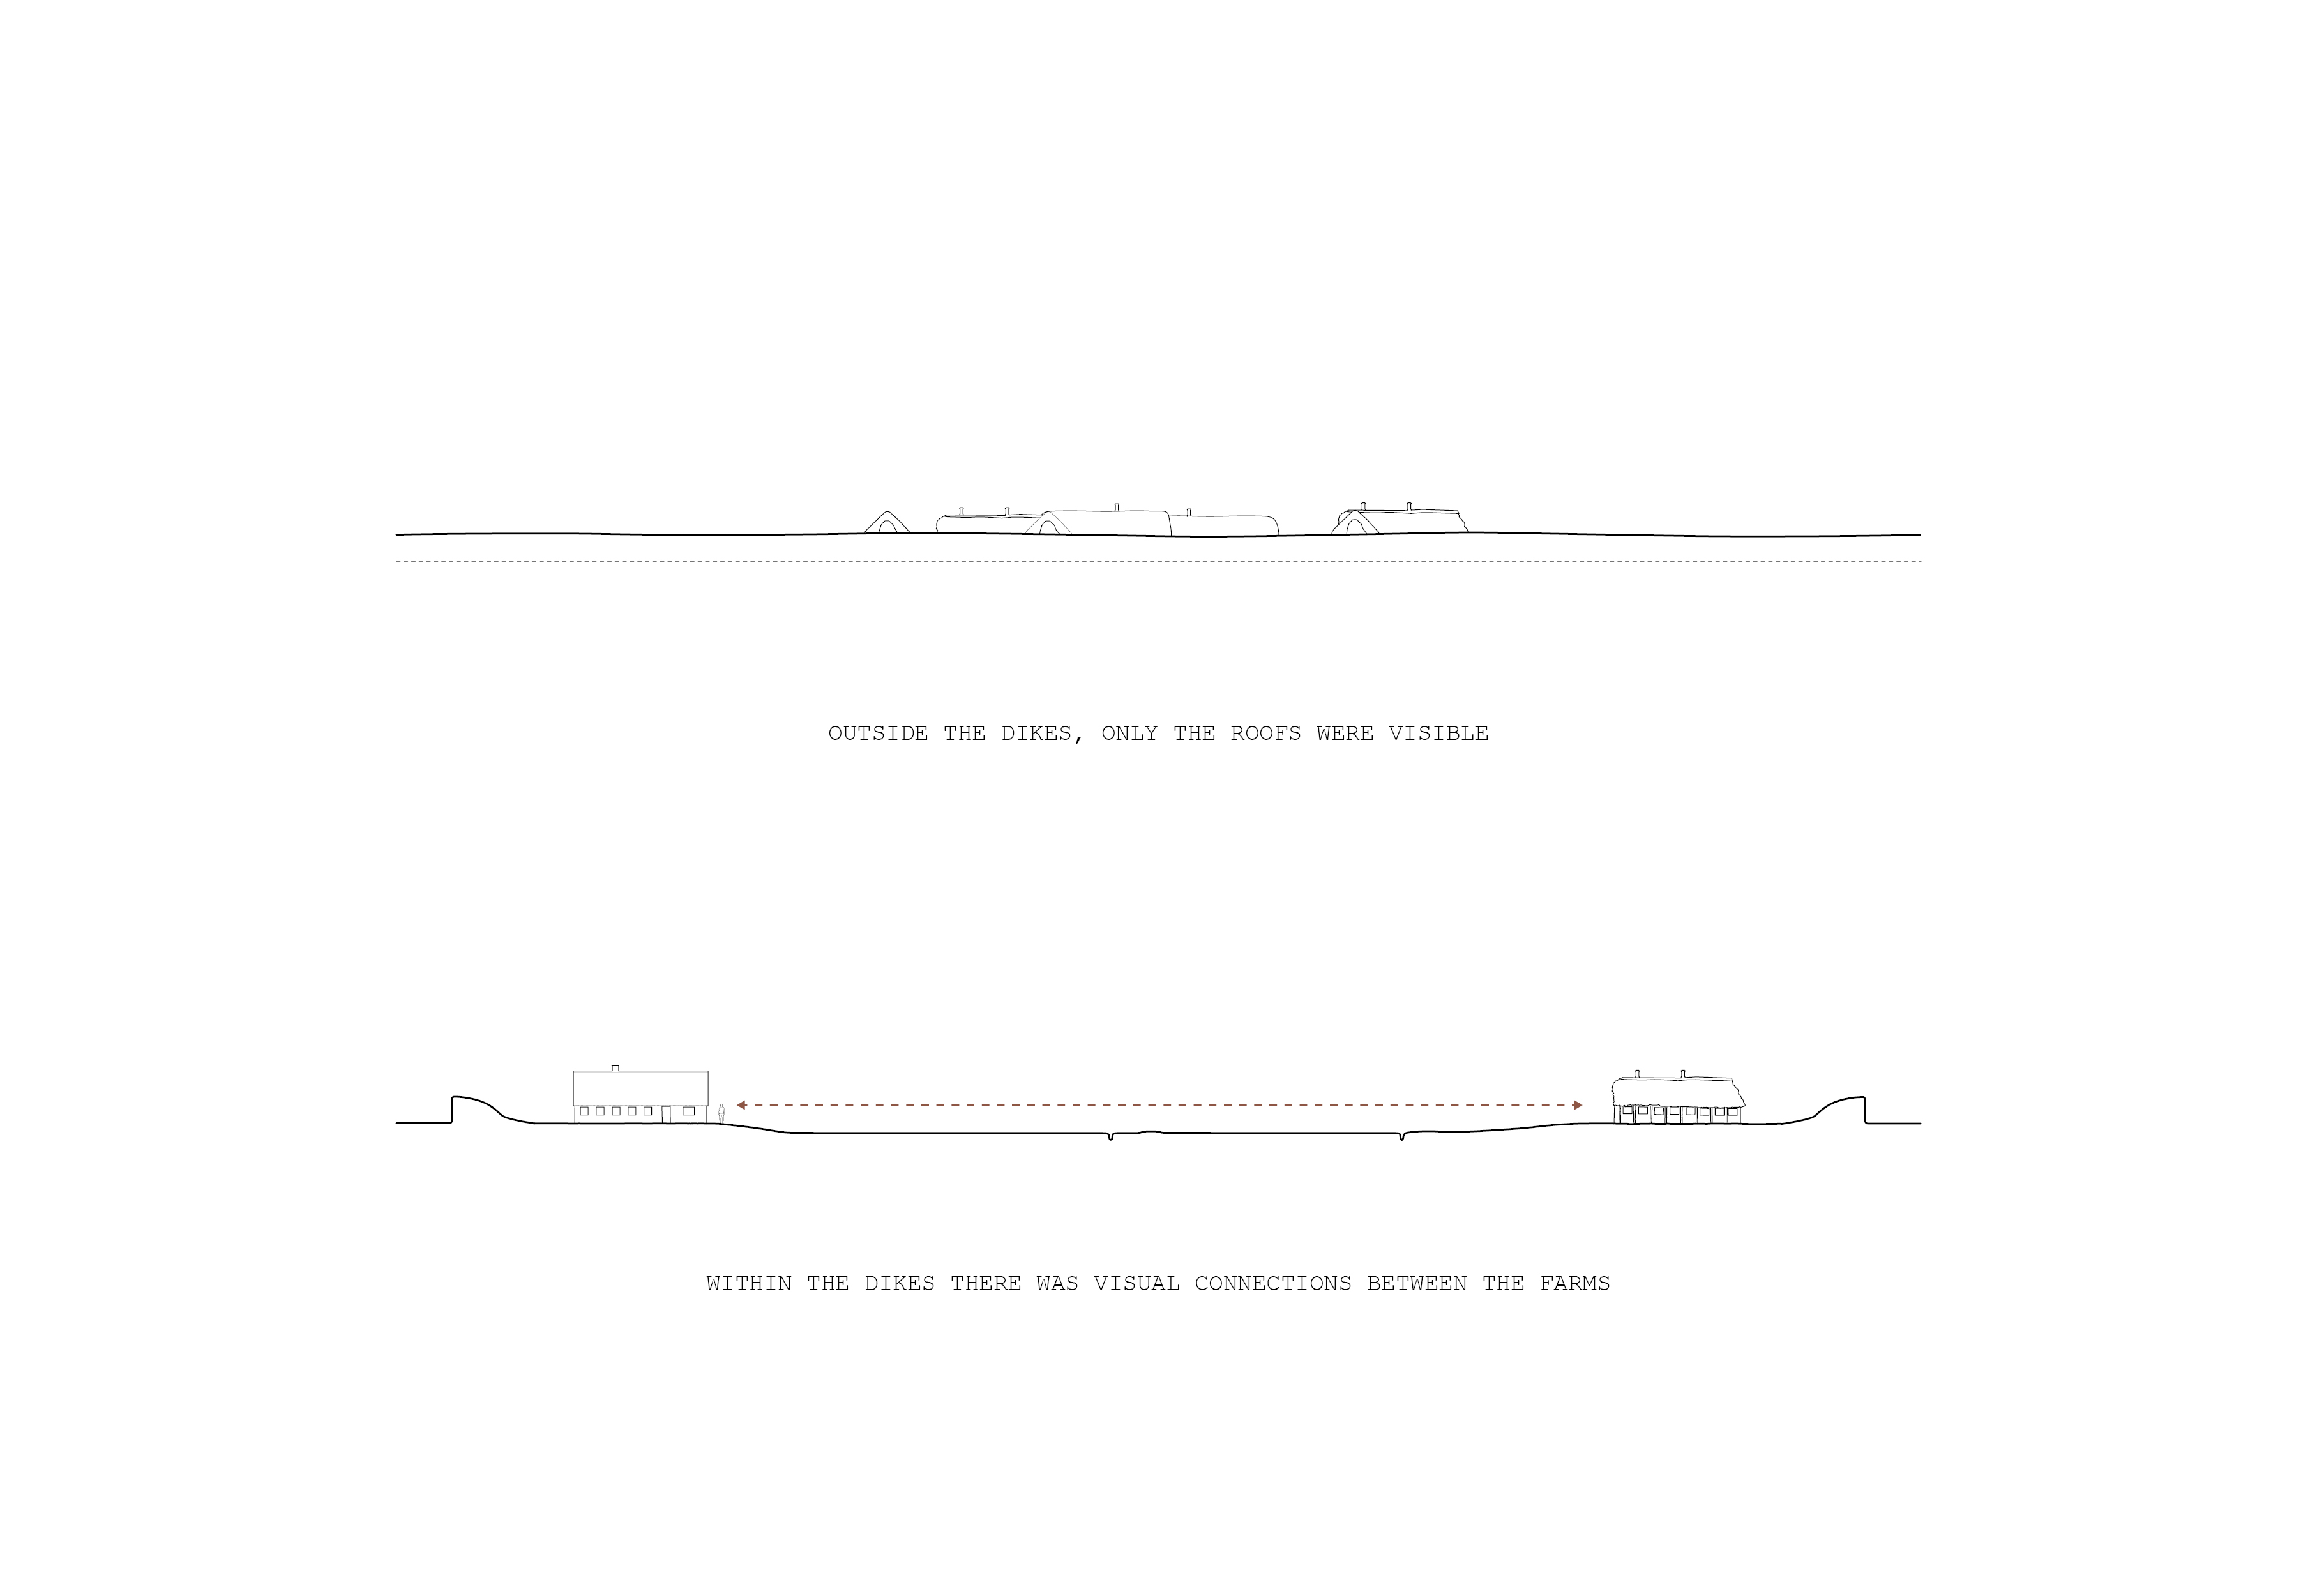 OUTSIDE THE DIKES, ONLY THE ROOFS WERE VISIBLE
WITHIN THE DIKES THERE WAS VISUAL CONNECTIONS BETWEEN THE FARMS